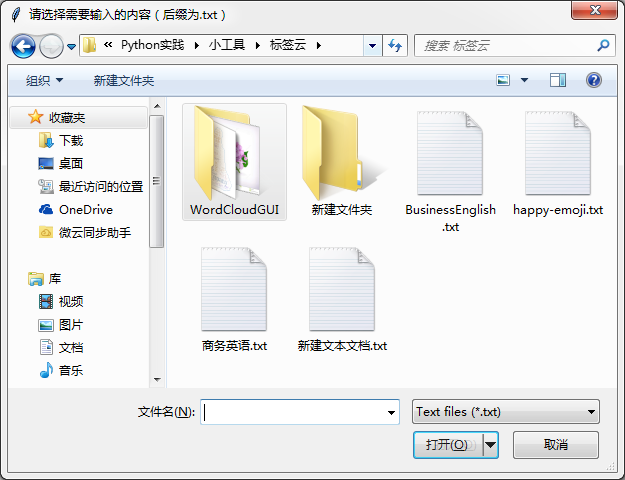 请选择需要输入的内容（后缀为.txt）
Python实践
小工具
标签云
搜索 标签云
组织
新建文件夹
收藏夹
下载
桌面
最近访问的位置
OneDrive
微云同步助手
库
视频
图片
文档
音乐
WordCloudGUI
新建文件夹
BusinessEnglish
.txt
happy-emoji.txt
商务英语.txt
新建文本文档.txt
文件名(N):
Text files (*.txt)
打开(O)
取消